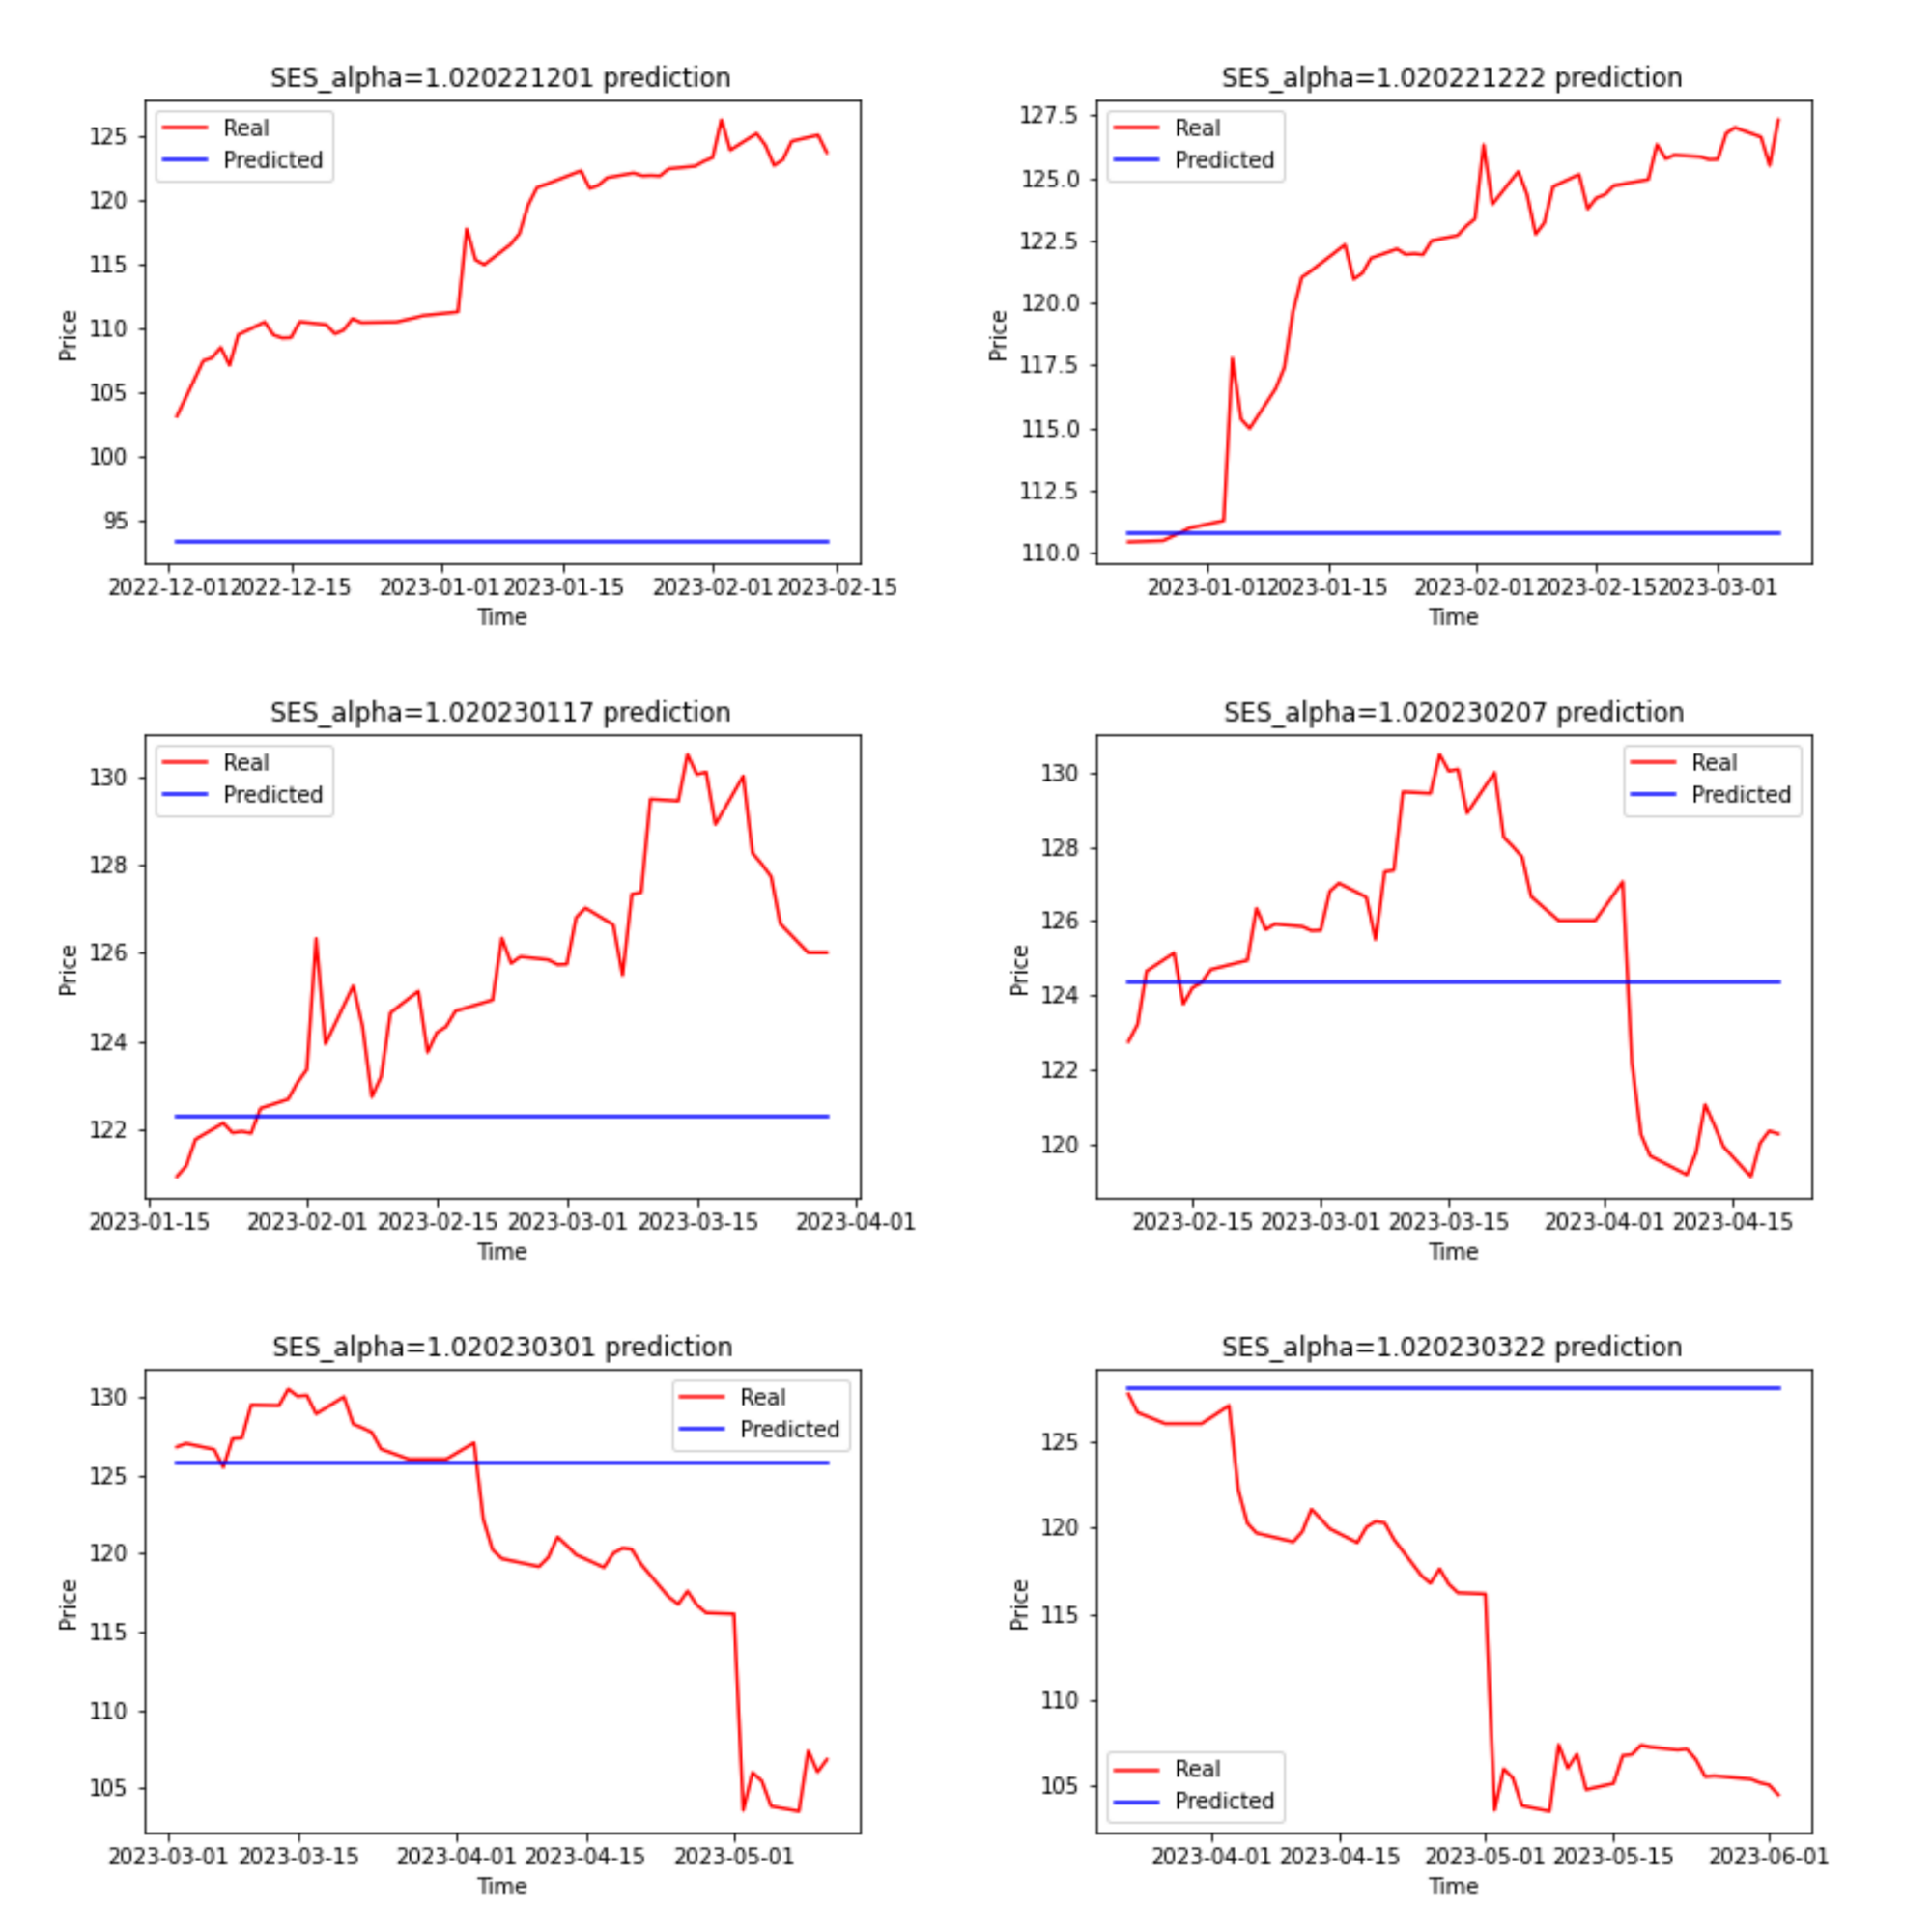 SES_alpha=1.020221201 prediction
Real
Predicted
125
120
115
110
105
100
95
Price
2022-12-01 2022-12-15 2023-01-01 2023-01-15 2023-02-01 2023-02-15
Time
SES_alpha=1.020221222 prediction
Real
Predicted
127.5
125.0
122.5
120.0
117.5
115.0
112.5
110.0
Price
2023-01-01 2023-01-15 2023-02-01 2023-02-15 2023-03-01
Time
SES_alpha=1.020230117 prediction
Real
Predicted
130
128
126
124
122
Price
2023-01-15 2023-02-01 2023-02-15 2023-03-01 2023-03-15 2023-04-01
Time
SES_alpha=1.020230207 prediction
Real
Predicted
130
128
126
124
122
120
Price
2023-02-15 2023-03-01 2023-03-15 2023-04-01 2023-04-15
Time
SES_alpha=1.020230301 prediction
Real
Predicted
130
125
120
115
110
105
Price
2023-03-01 2023-03-15 2023-04-01 2023-04-15 2023-05-01
Time
SES_alpha=1.020230322 prediction
125
120
115
110
105
Price
Real
Predicted
2023-04-01 2023-04-15 2023-05-01 2023-05-15 2023-06-01
Time